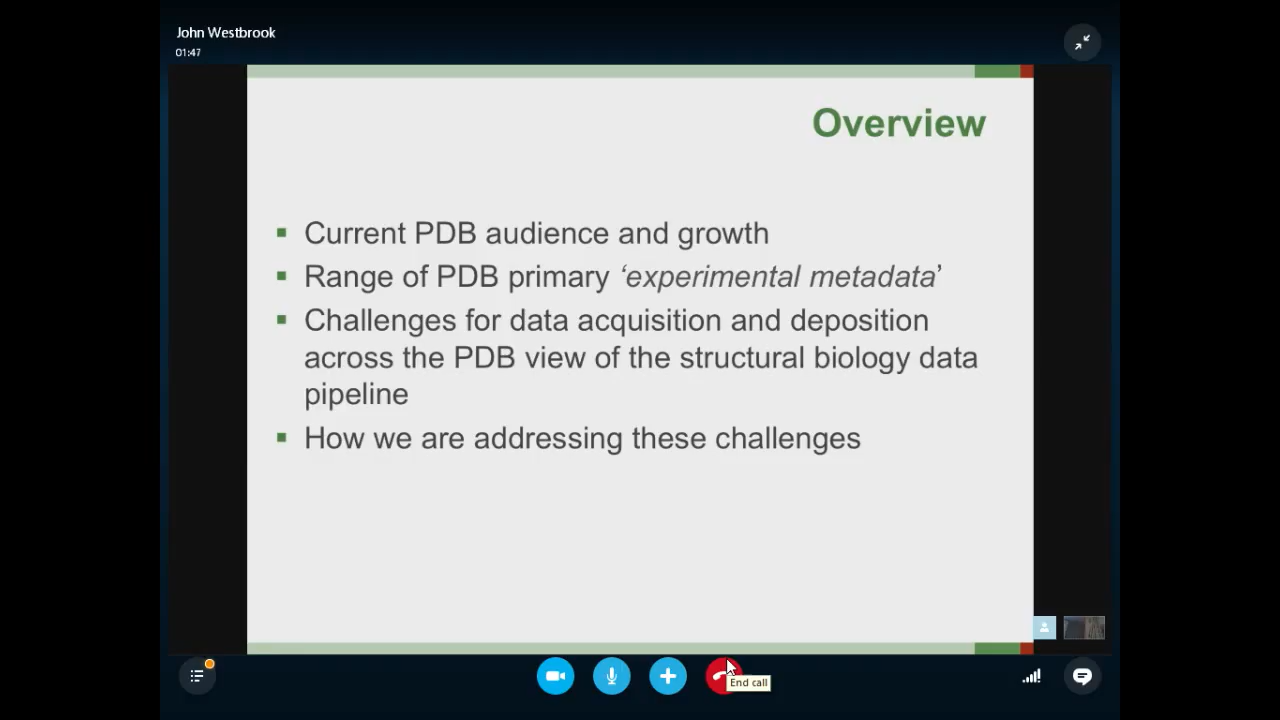 John Westbrook
01:47
Overview
Current PDB audience and growth
Range of PDB primary ‘experimental metadata’
Challenges for data acquisition and deposition
across the PDB view of the structural biology data
pipeline
How we are addressing these challenges
End call